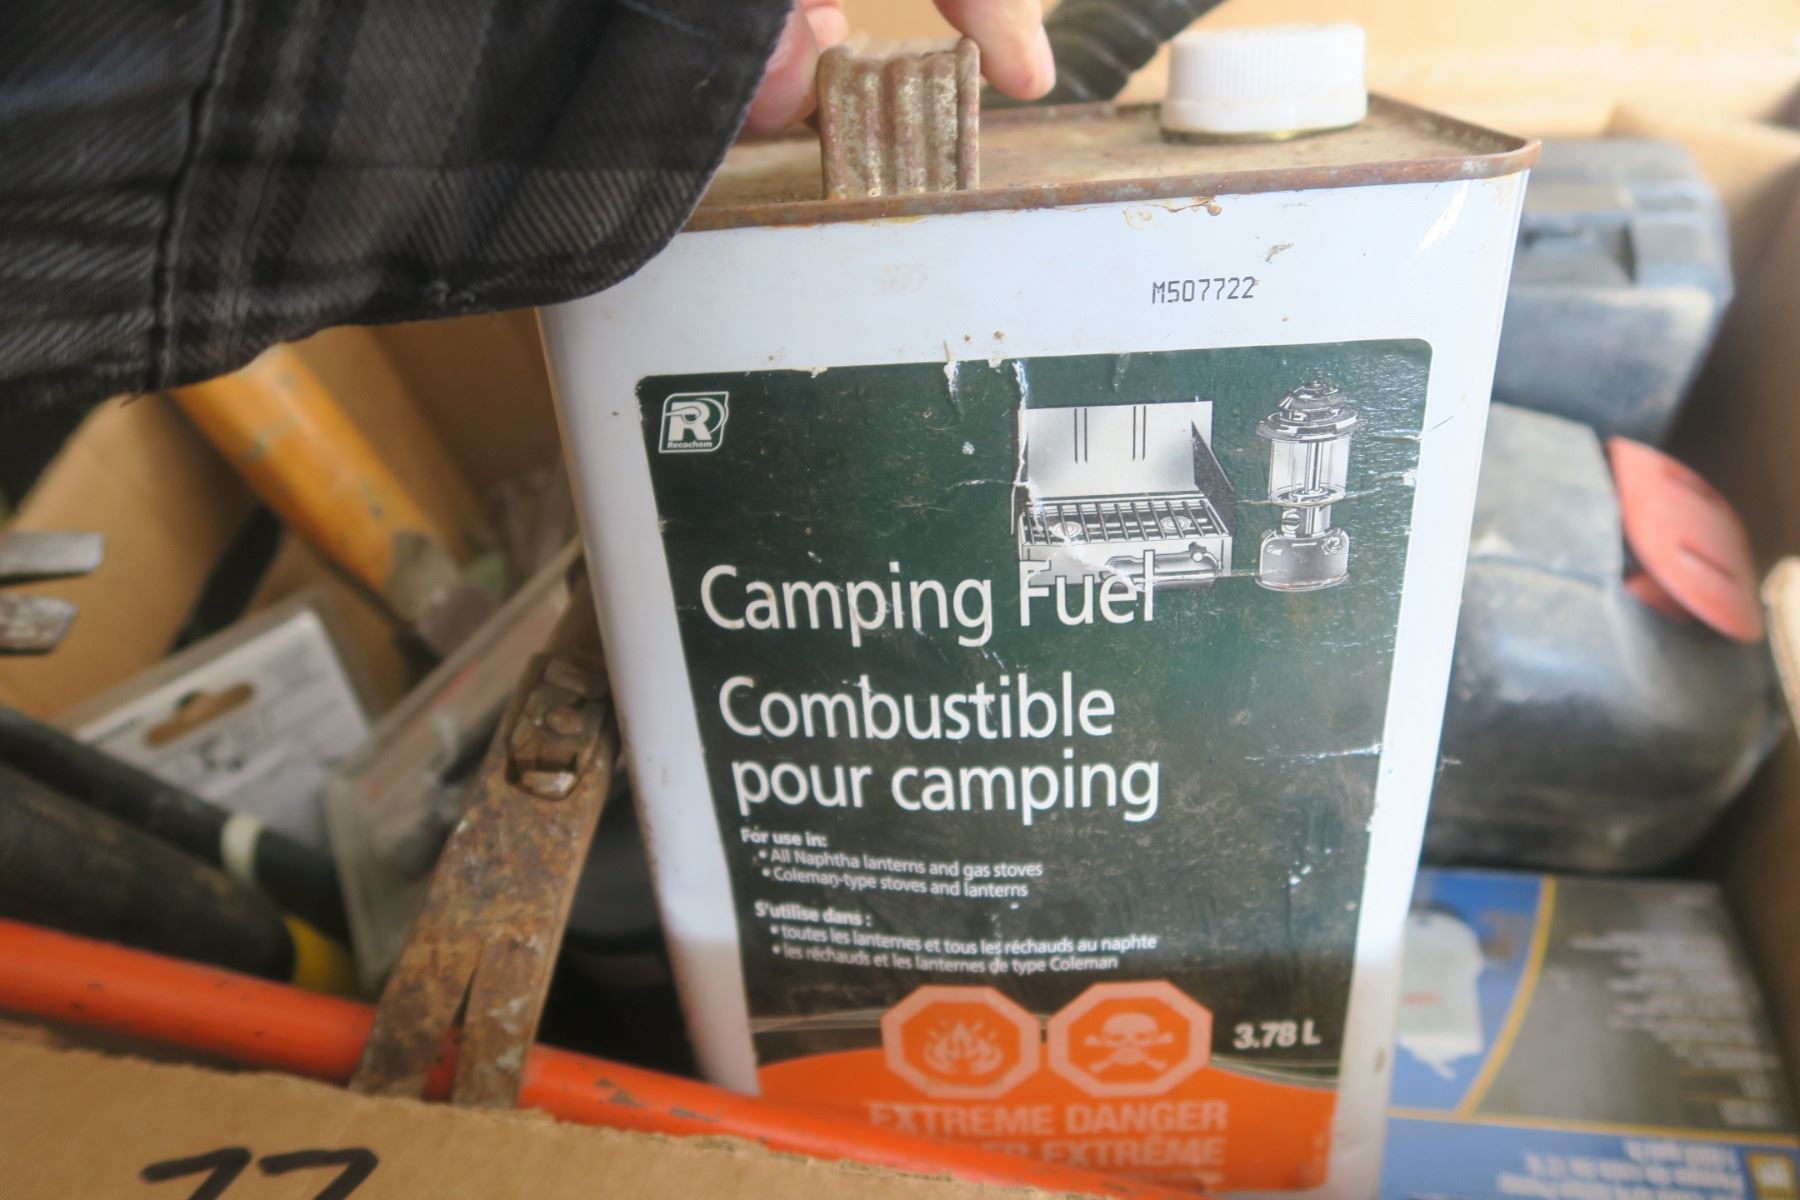 M507722
R
Recochem
Camping Fuel
Combustible
pour camping
For use in:
• All Naphtha lanterns and gas stoves
• Coleman-type stoves and lanterns
S'utilise dans :
• toutes les lanternes et tous les réchauds au naphte
• les réchauds et les lanternes de type Coleman
3.78 L
EXTREME DANGER
EXTRÊME
77